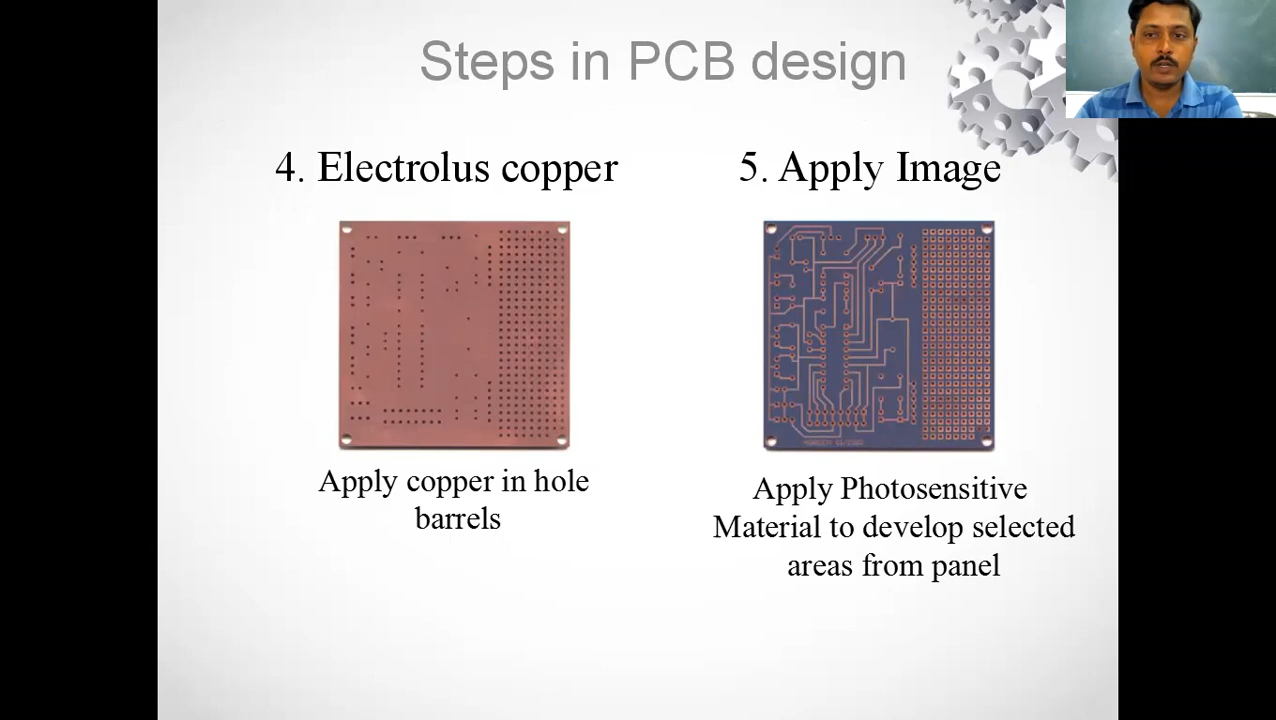 Steps in PCB design
4. Electrolus copper
5. Apply Image
Apply copper in hole
barrels
Apply Photosensitive
Material to develop selected
areas from panel